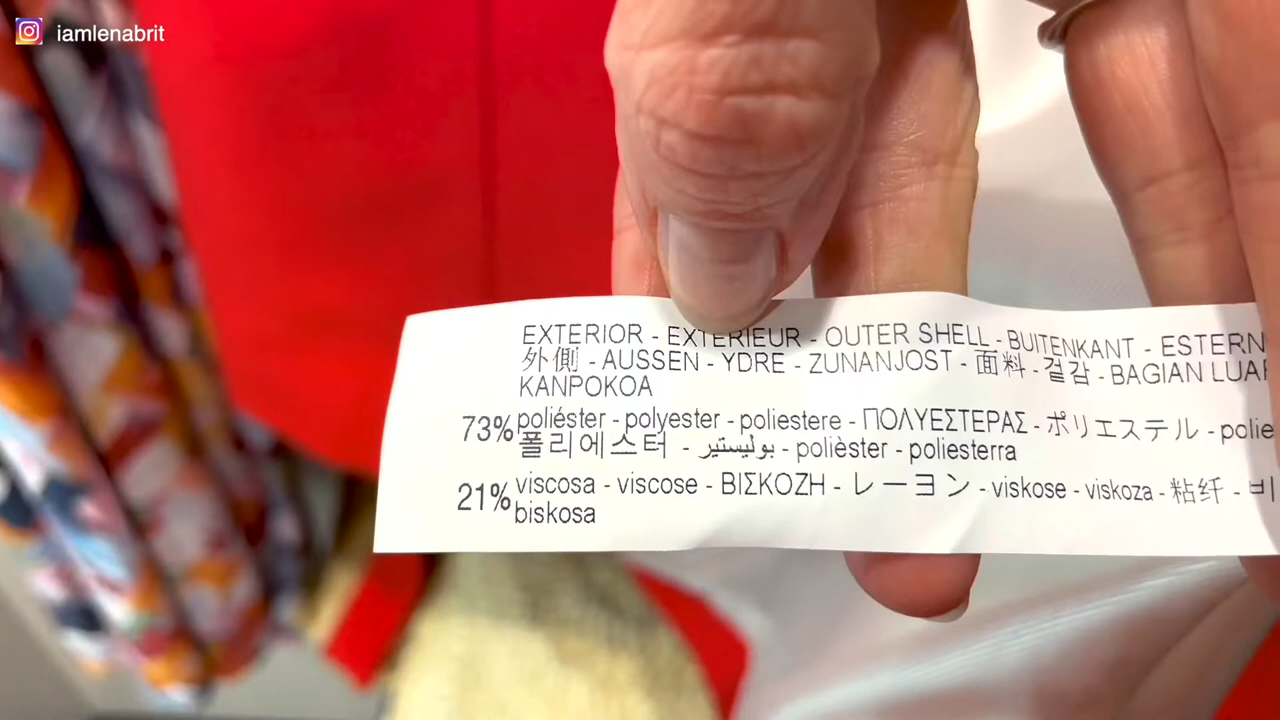 iamlenabrit
EXTERIOR - EXTERIEUR - OUTER SHELL - BUITENKANT - ESTERN
外側 - AUSSEN - YDRE - ZUNANJOST - 面料 - 겉감 - BAGIAN LUAR
KANPOKOA
73% poliéster - polyester - poliestere - ΠΟΛΥΕΣΤΕΡΑΣ - ポリエステル - polie
폴리에스터 - بوليستير - polièster - poliesterra
21% viscosa - viscose - ΒΙΣΚΟΖΗ - レーヨン - viskose - viskoza - 粘纤 - 비
biskosa